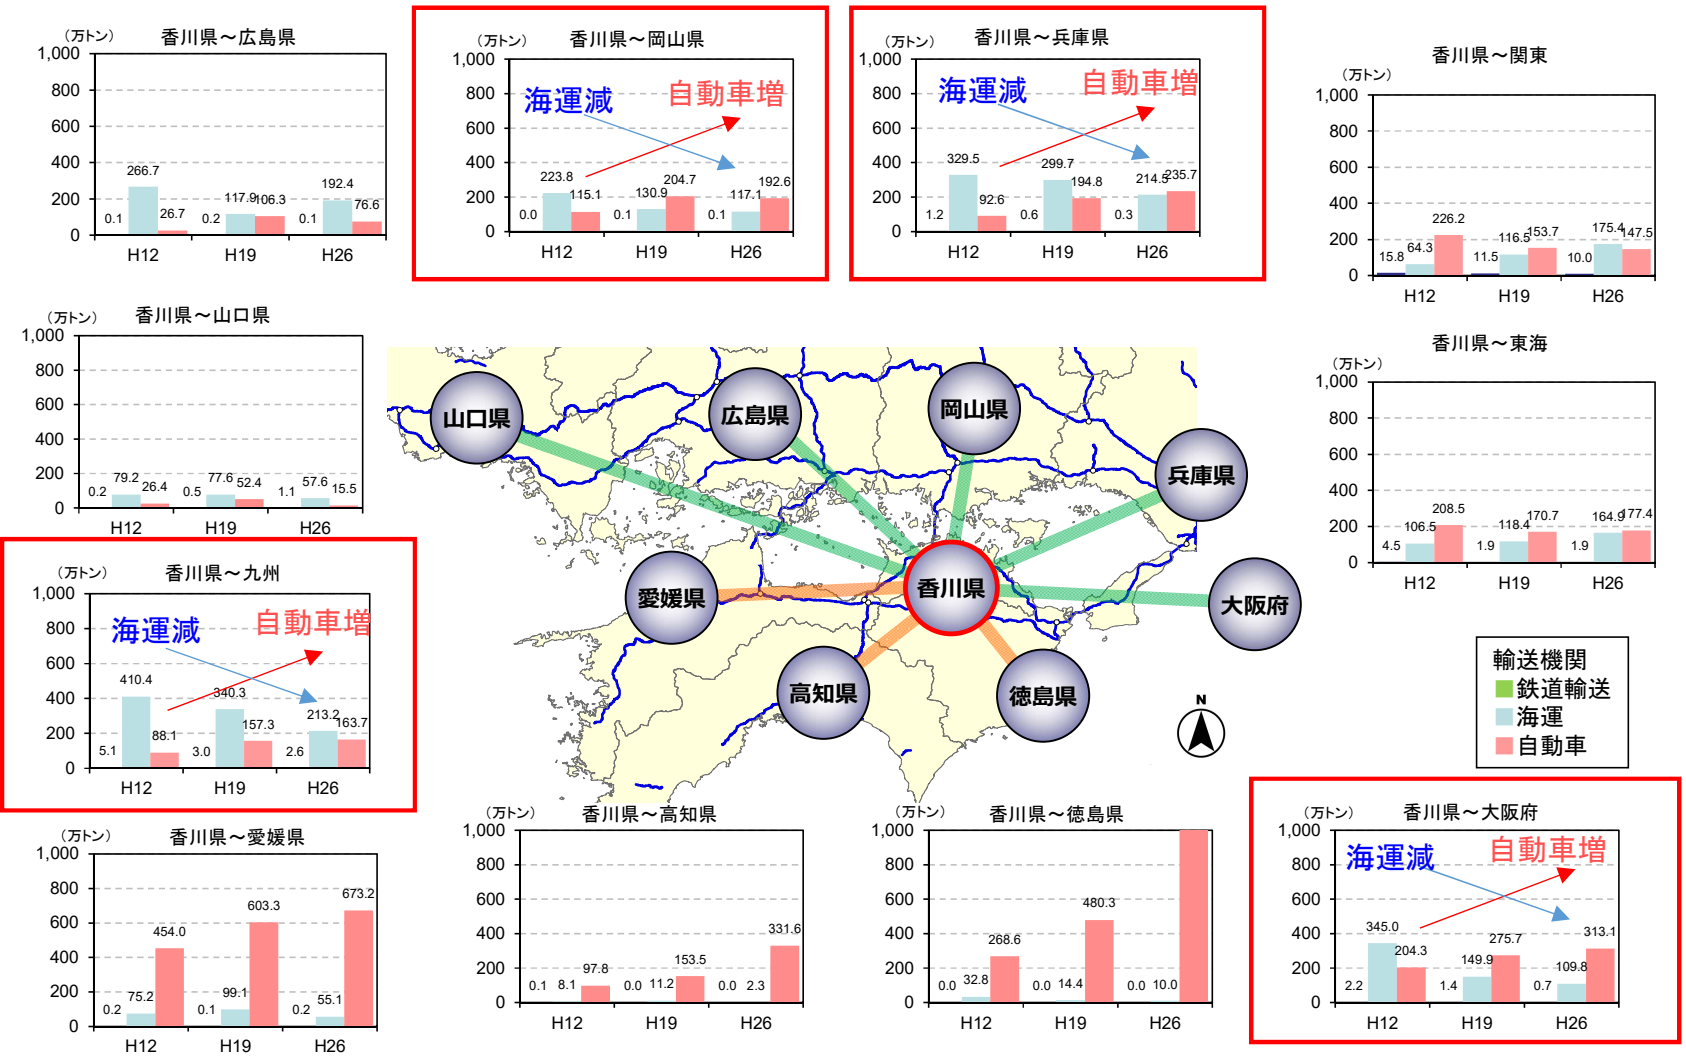 香川県～広島県
(万トン)
1,000
800
600
400
200
0
0.1
266.7
26.7
0.2
117.9
106.3
0.1
192.4
76.6
H12
H19
H26
香川県～岡山県
(万トン)
1,000
800
600
400
200
0
海運減
自動車増
0.0
223.8
115.1
0.1
130.9
204.7
0.1
117.1
192.6
H12
H19
H26
香川県～兵庫県
(万トン)
1,000
800
600
400
200
0
海運減
自動車増
1.2
329.5
92.6
0.6
299.7
194.8
0.3
214.5
235.7
H12
H19
H26
香川県～関東
(万トン)
1,000
800
600
400
200
0
15.8
64.3
226.2
11.5
116.5
153.7
10.0
175.4
147.5
H12
H19
H26
香川県～山口県
(万トン)
1,000
800
600
400
200
0
0.2
79.2
26.4
0.5
77.6
52.4
1.1
57.6
15.5
H12
H19
H26
山口県
広島県
岡山県
兵庫県
愛媛県
香川県
大阪府
高知県
徳島県
N
香川県～東海
(万トン)
1,000
800
600
400
200
0
4.5
106.5
208.5
1.9
118.4
170.7
1.9
164.9
177.4
H12
H19
H26
香川県～九州
(万トン)
1,000
800
600
400
200
0
海運減
自動車増
5.1
410.4
88.1
3.0
340.3
157.3
2.6
213.2
163.7
H12
H19
H26
輸送機関
鉄道輸送
海運
自動車
香川県～愛媛県
(万トン)
1,000
800
600
400
200
0
0.2
75.2
454.0
0.1
99.1
603.3
0.2
55.1
673.2
H12
H19
H26
香川県～高知県
(万トン)
1,000
800
600
400
200
0
0.1
8.1
97.8
0.0
11.2
153.5
0.0
2.3
331.6
H12
H19
H26
香川県～徳島県
(万トン)
1,000
800
600
400
200
0
0.0
32.8
268.6
0.0
14.4
480.3
0.0
10.0
H12
H19
H26
香川県～大阪府
(万トン)
1,000
800
600
400
200
0
海運減
自動車増
2.2
345.0
204.3
1.4
149.9
275.7
0.7
109.8
313.1
H12
H19
H26